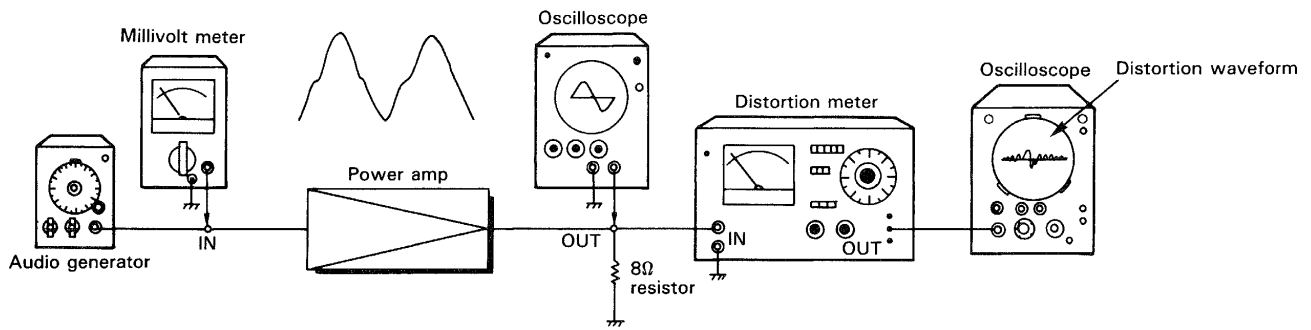 Oscilloscope
Millivolt meter
Oscilloscope
Distortion waveform
Distortion meter
Power amp
IN
OUT
IN
OUT
Audio generator
8Ω
resistor